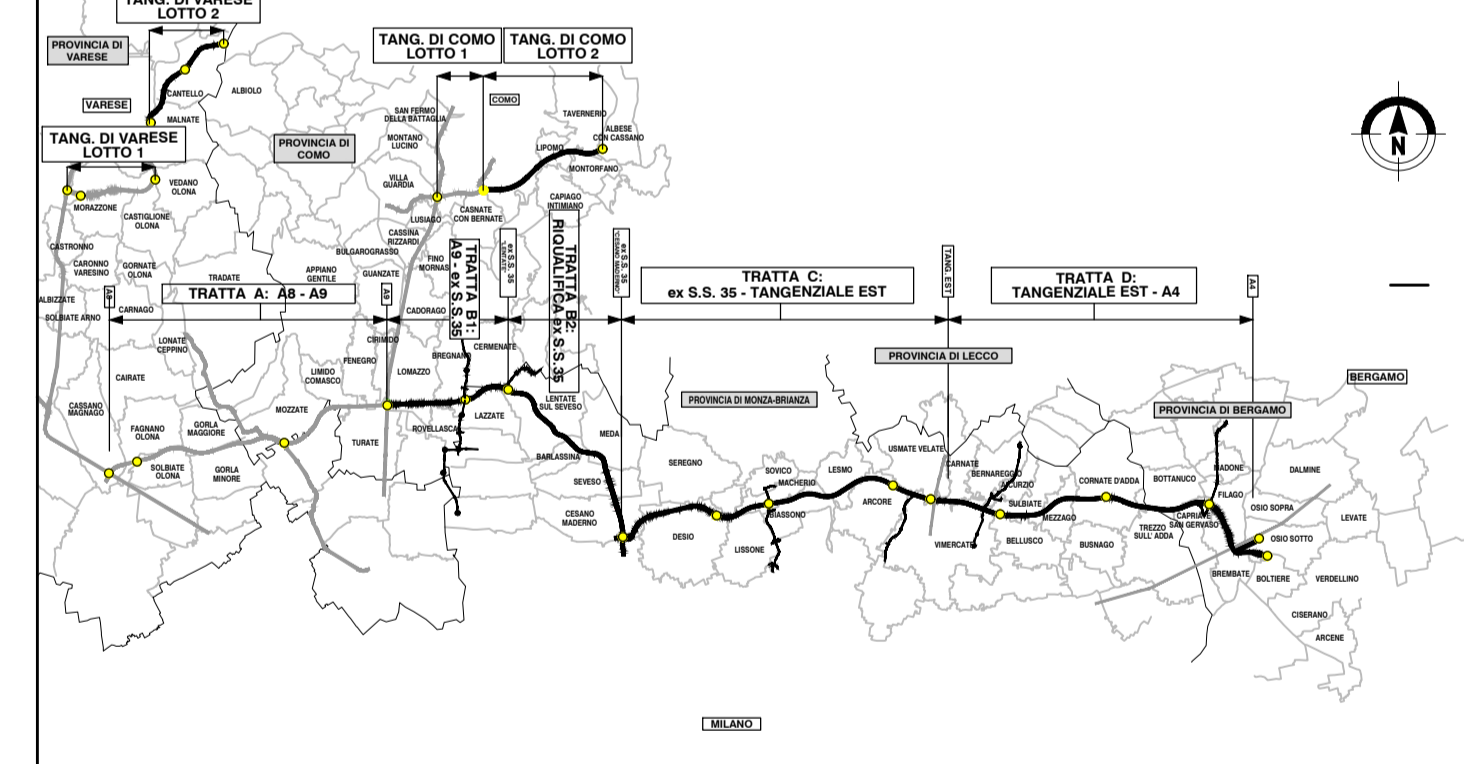 TANG. DI VARESE
LOTTO 2
PROVINCIA DI
VARESE
CANTELLO
ALBIOLO
VARESE
MALNATE
TANG. DI VARESE
LOTTO 1
PROVINCIA DI
COMO
VEDANO
OLONA
MORAZZONE
CASTIGLIONE
OLONA
TANG. DI COMO
LOTTO 1
TANG. DI COMO
LOTTO 2
COMO
SAN FERMO
DELLA BATTAGLIA
MONTANO
LUCINO
VILLA
GUARDIA
TAVERNERIO
ALBESE
CON CASSANO
LIPOMO
MONTORFANO
CAPIAGO
INTIMIANO
LUSIAGO
CASNATE
CON BERNATE
CASSINA
RIZZARDI
BULGAROGRASSO
FINO
MORNAS
GUANZATE
CASTRONNO
CARONNO
VARESINO
GORNATE
OLONA
TRADATE
APPIANO
GENTILE
ALBIZZATE
SOLBIATE ARNO
CARNAGO
A8
TRATTA A: A8 - A9
A9
CADORAGO
TRATTA B1:
A9 - ex S.S.35
ex S.S. 35
"LENTATE"
TRATTA B2:
RIQUALIFICA ex S.S.35
ex S.S. 35
"CESANO MADERNO"
TRATTA C:
ex S.S. 35 - TANGENZIALE EST
TANG. EST
TRATTA D:
TANGENZIALE EST - A4
A4
N
LONATE
CEPPINO
CIRIMIDO
FENEGRO
BREGNANO
CERMENATE
LOMAZZO
LIMIDO
COMASCO
CAIRATE
CASSANO
MAGNAGO
MOZZATE
LAZZATE
ROVELLASCA
TURATE
LENTATE
SUL SEVESO
FAGNANO
OLONA
GORLA
MAGGIORE
SOLBIATE
OLONA
GORLA
MINORE
BARLASSINA
MEDA
SEVESO
CESANO
MADERNO
PROVINCIA DI LECCO
PROVINCIA DI MONZA-BRIANZA
BERGAMO
PROVINCIA DI BERGAMO
SEREGNO
SOVICO
MACHERIO
LESMO
BIASSONO
DESIO
LISSONE
ARCORE
USMATE VELATE
CARNATE
BERNAREGGIO
AICURZIO
SULBIATE
MEZZAGO
VIMERCATE
BELLUSCO
BUSNAGO
CORNATE D'ADDA
BOTTANUCO
TREZZO
SULL' ADDA
MADONE
FILAGO
CAPRIATE
SAN GERVASO
DALMINE
OSIO SOPRA
LEVATE
OSIO SOTTO
BREMBATE
BOLTIERE
VERDELLINO
CISERANO
ARCENE
MILANO